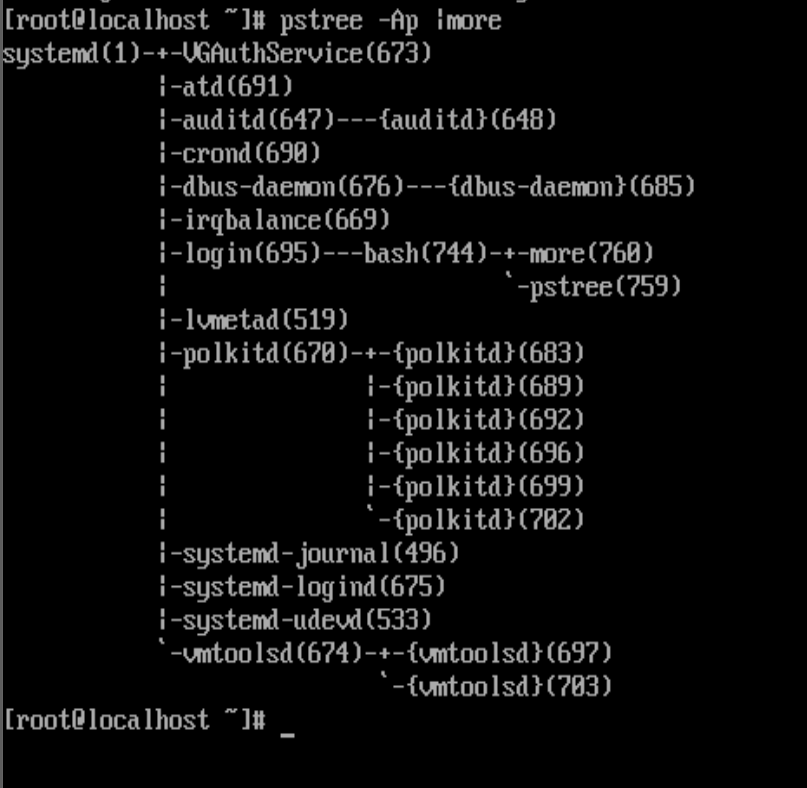 [root@localhost ~]# pstree -Ap |more
systemd(1)-+-VGAuthService(673)
           |-atd(691)
           |-auditd(647)---{auditd}(648)
           |-crond(690)
           |-dbus-daemon(676)---{dbus-daemon}(685)
           |-irqbalance(669)
           |-login(695)---bash(744)-+-more(760)
           |                        `-pstree(759)
           |-lvmetad(519)
           |-polkitd(670)-+-{polkitd}(683)
           |              |-{polkitd}(689)
           |              |-{polkitd}(692)
           |              |-{polkitd}(696)
           |              |-{polkitd}(699)
           |              `-{polkitd}(702)
           |-systemd-journal(496)
           |-systemd-logind(675)
           |-systemd-udevd(533)
           `-vmtoolsd(674)-+-{vmtoolsd}(697)
                           `-{vmtoolsd}(703)
[root@localhost ~]# _